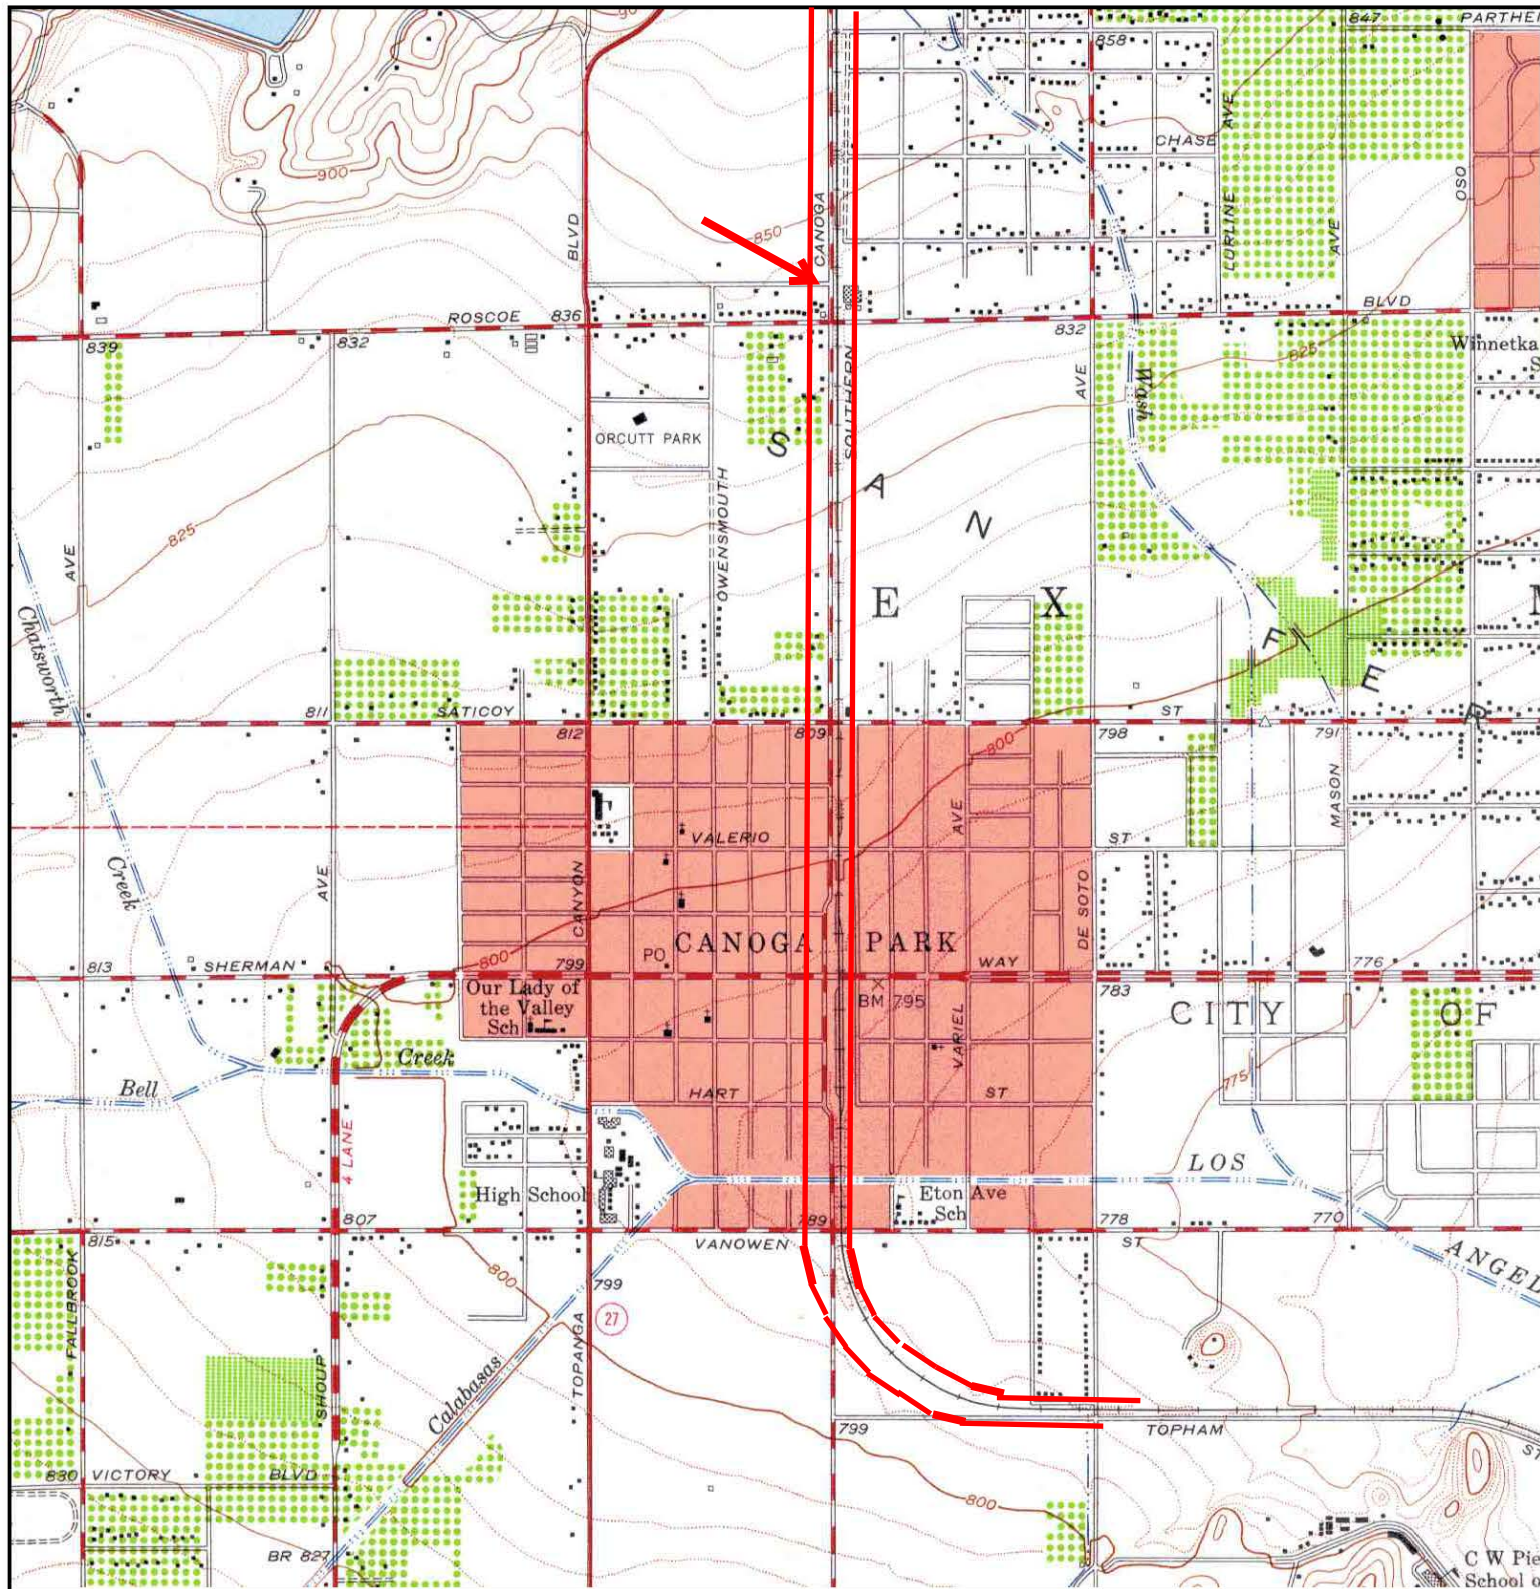 90
847
PARTHE
858
AVE
CHASE
900
OSO
BLVD
850
CANOGA
LURLINE
AVE
ROSCOE
836
832
BLVD
839
832
825
Winnetka
S
SOUTHERN
AVE
Wash
ORCUTT PARK
S
A
N
825
OWENSMOUTH
AVE
E
X
F
E
R
Chatsworth
811
SATICOY
ST
812
809
800
798
791
MASON
VALERIO
AVE
ST
Creek
AVE
CANYON
DE SOTO
CANOGA PARK
PO
813
SHERMAN
800
799
WAY
776
Our Lady of
the Valley
Sch
BM 795
783
CITY OF
VARIEL
Creek
Bell
HART
ST
775
4 LANE
LOS
High School
Eton Ave
Sch
807
789
778
770
815
VANOWEN
ST
ANGEL
FALLBROOK
800
799
27
TOPANGA
SHOUP
Calabasas
799
TOPHAM
ST
830
VICTORY
BLVD
800
BR 827
C W Pie
School o